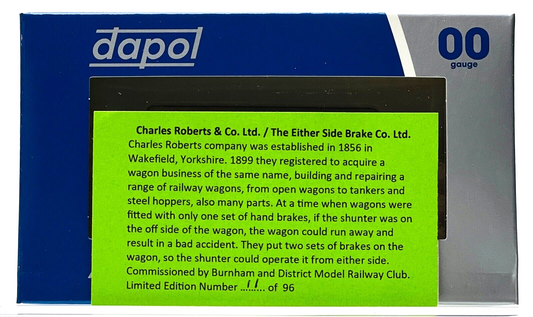 dapol
00
gauge
Charles Roberts & Co. Ltd. / The Either Side Brake Co. Ltd.
Charles Roberts company was established in 1856 in
Wakefield, Yorkshire. 1899 they registered to acquire a
wagon business of the same name, building and repairing a
range of railway wagons, from open wagons to tankers and
steel hoppers, also many parts. At a time when wagons were
fitted with only one set of hand brakes, if the shunter was on
the off side of the wagon, the wagon could run away and
result in a bad accident. They put two sets of brakes on the
wagon, so the shunter could operate it from either side.
Commissioned by Burnham and District Model Railway Club.
Limited Edition Number ...11... of 96